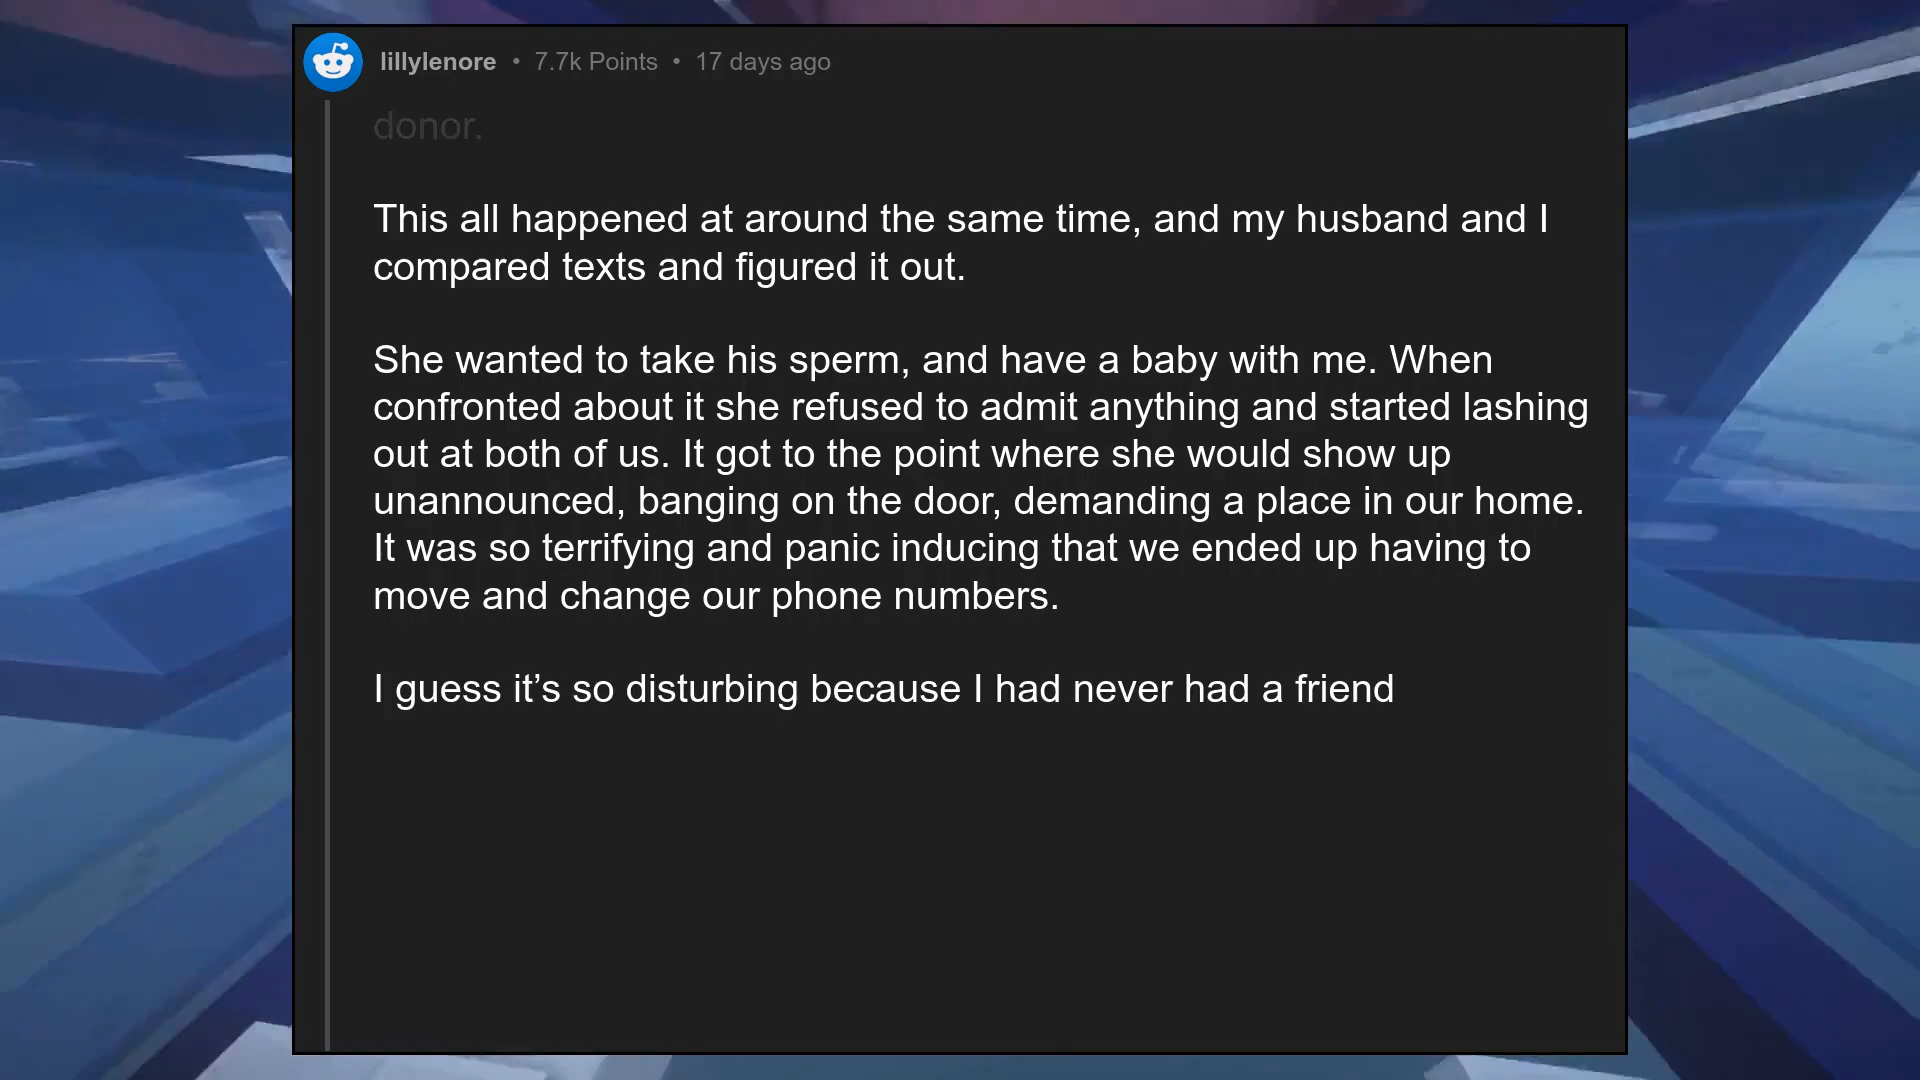 lillylenore • 7.7k Points • 17 days ago
donor.
This all happened at around the same time, and my husband and I
compared texts and figured it out.
She wanted to take his sperm, and have a baby with me. When
confronted about it she refused to admit anything and started lashing
out at both of us. It got to the point where she would show up
unannounced, banging on the door, demanding a place in our home.
It was so terrifying and panic inducing that we ended up having to
move and change our phone numbers.
I guess it’s so disturbing because I had never had a friend